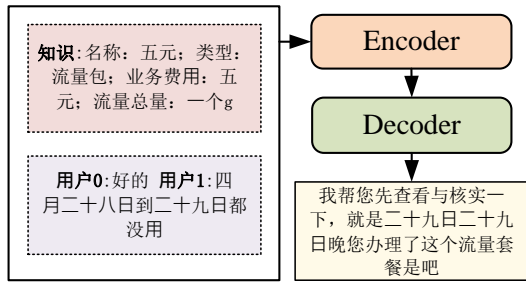 知识:名称：五元；类型：
流量包；业务费用：五
元；流量总量：一个g
用户0:好的 用户1:四
月二十八日到二十九日都
没用
Encoder
Decoder
我帮您先查看与核实一
下，就是二十九日二十九
日晚您办理了这个流量套
餐是吧